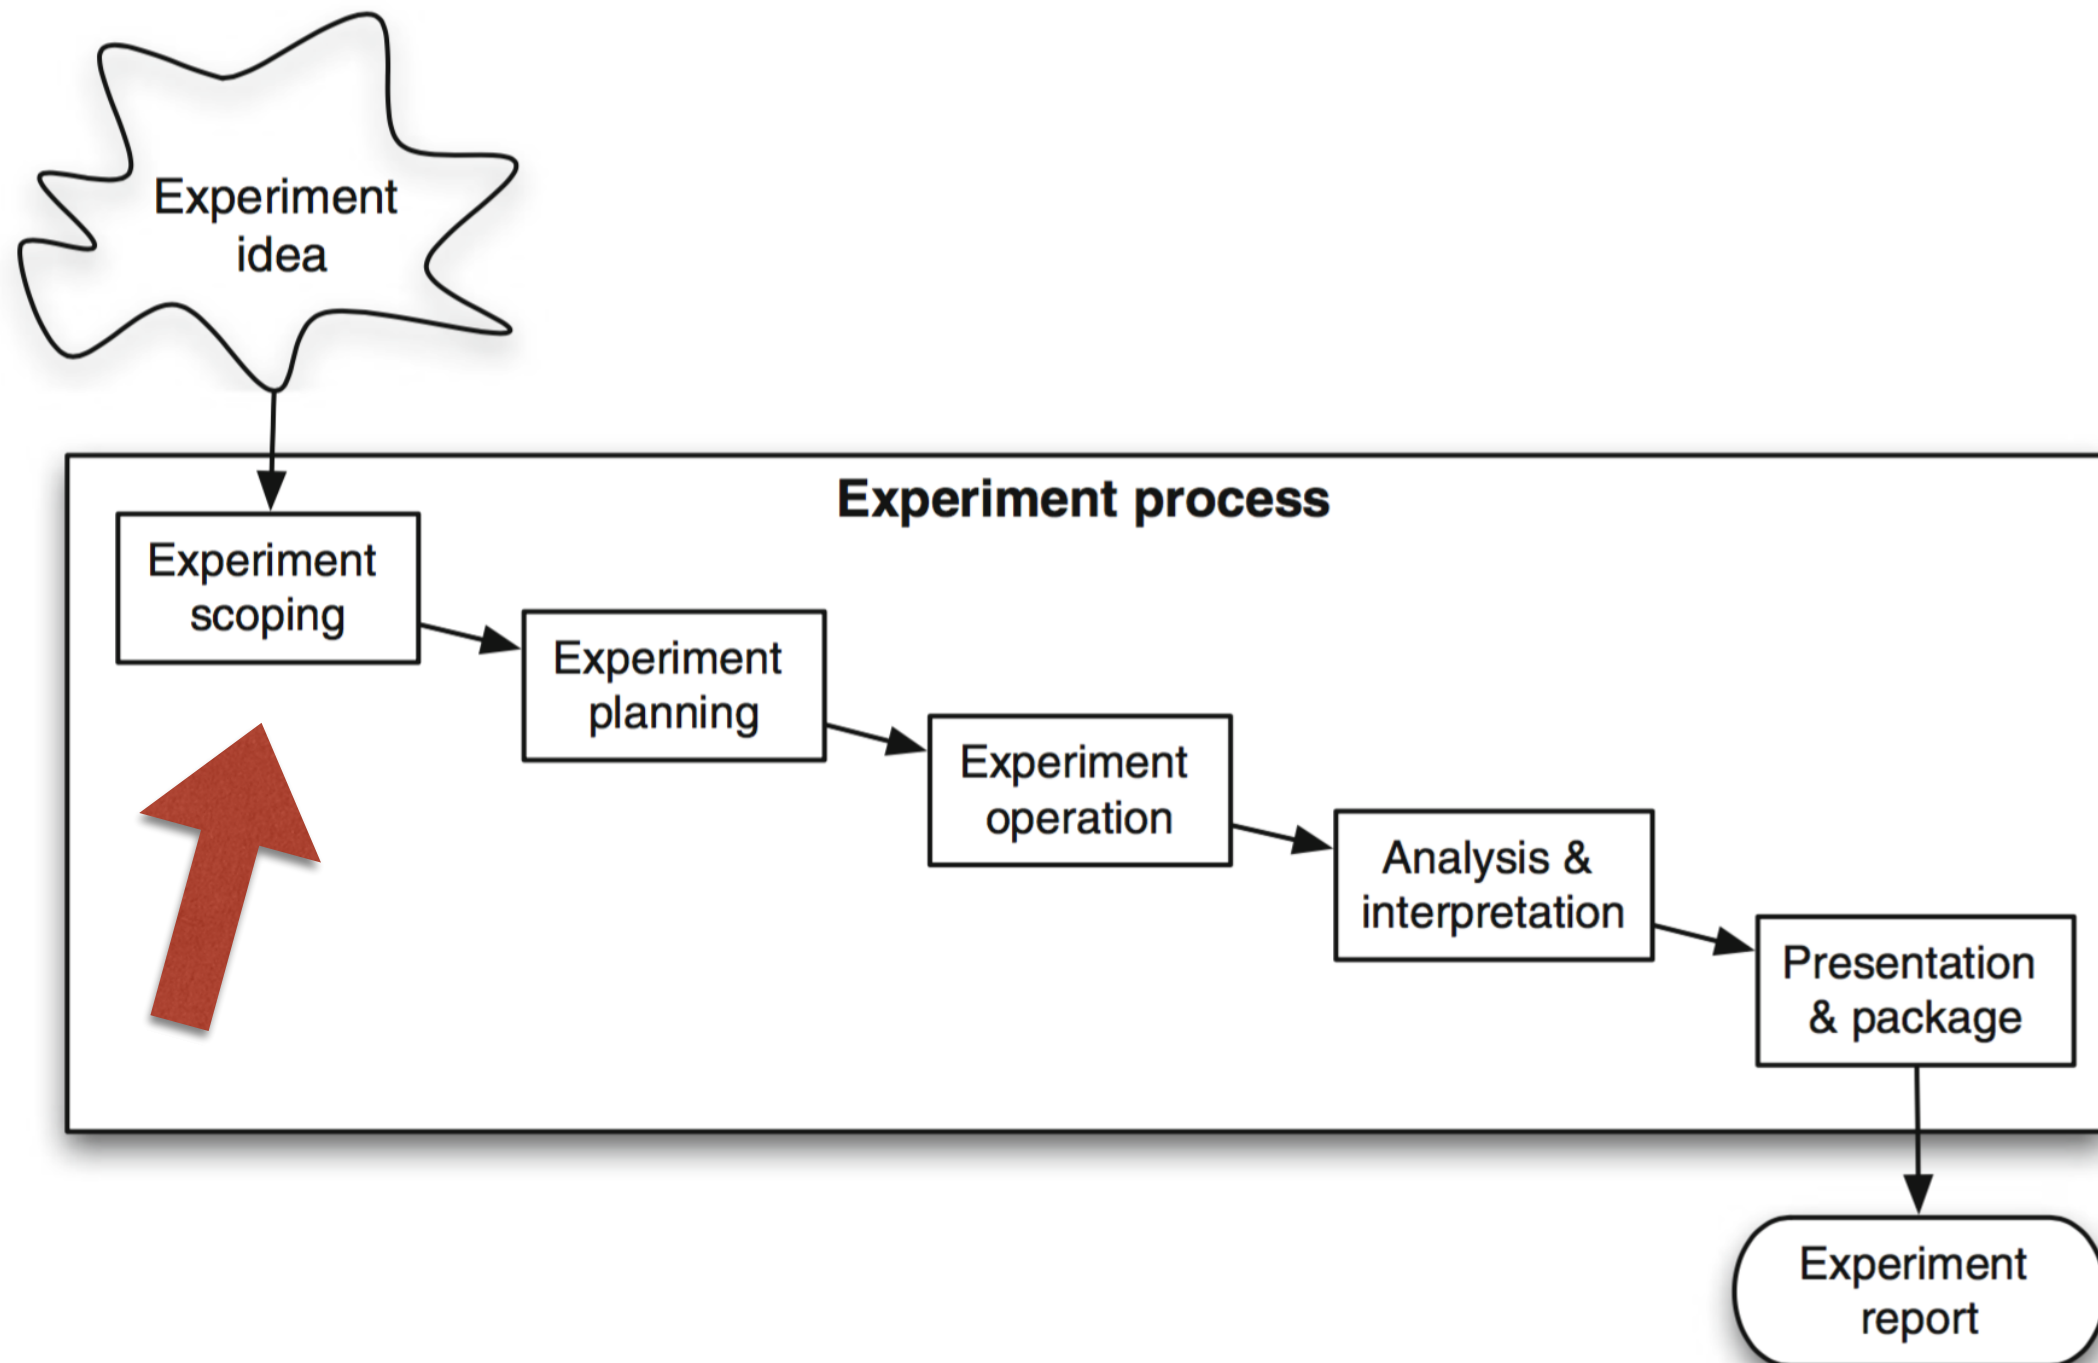 Experiment
idea
Experiment process
Experiment
scoping
Experiment
planning
Experiment
operation
Analysis &
interpretation
Presentation
& package
Experiment
report